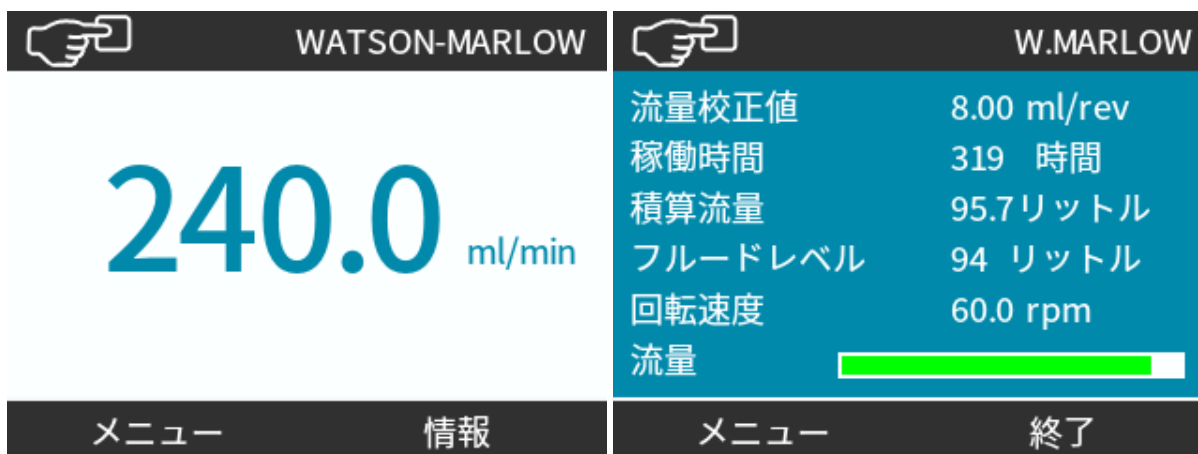 WATSON-MARLOW
240.0 ml/min
メニュー 情報
W.MARLOW
流量校正値 8.00 ml/rev
稼働時間 319 時間
積算流量 95.7リットル
フルードレベル 94 リットル
回転速度 60.0 rpm
流量
メニュー 終了